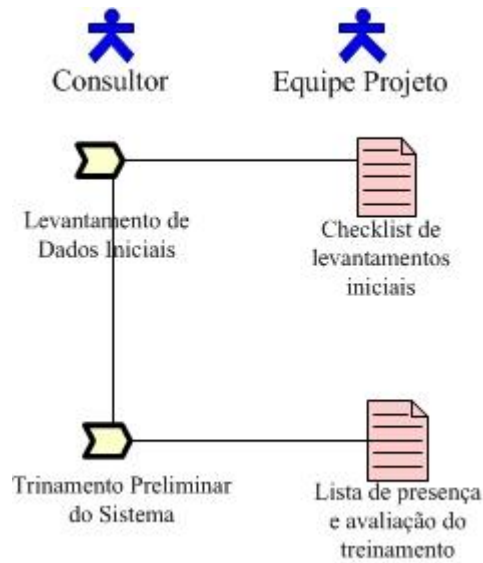 Consultor
Equipe Projeto
Levantamento de
Dados Iniciais
Checklist de
levantamentos
iniciais
Trinamento Preliminar
do Sistema
Lista de presença
e avaliação do
treinamento